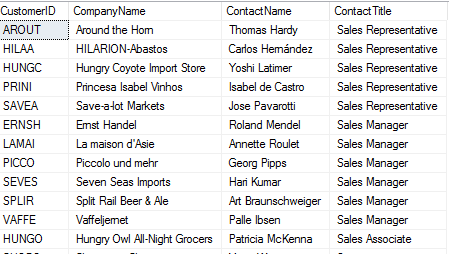 CustomerID CompanyName ContactName ContactTitle
AROUT Around the Horn Thomas Hardy Sales Representative
HILAA HILARION-Abastos Carlos Hernández Sales Representative
HUNGC Hungry Coyote Import Store Yoshi Latimer Sales Representative
PRINI Princesa Isabel Vinhos Isabel de Castro Sales Representative
SAVEA Save-a-lot Markets Jose Pavarotti Sales Representative
ERNSH Ernst Handel Roland Mendel Sales Manager
LAMAI La maison d'Asie Annette Roulet Sales Manager
PICCO Piccolo und mehr Georg Pipps Sales Manager
SEVES Seven Seas Imports Hari Kumar Sales Manager
SPLIR Split Rail Beer & Ale Art Braunschweiger Sales Manager
VAFFE Vaffeljernet Palle Ibsen Sales Manager
HUNGO Hungry Owl All-Night Grocers Patricia McKenna Sales Associate